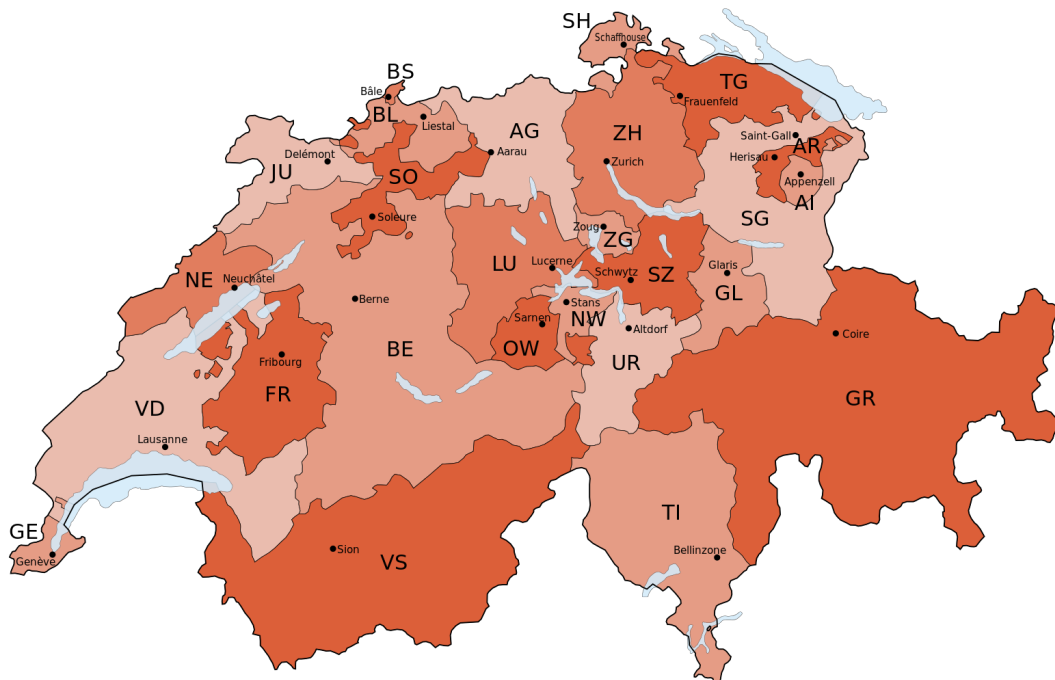 SH
Schaffhouse
BS
Bâle
BL
Liestal
TG
Frauenfeld
AG
ZH
Saint-Gall
AR
Herisau
Delémont
Aarau
JU
SO
Zurich
Appenzell
AI
Soleure
SG
Zoug
ZG
LU
Lucerne
Schwytz
SZ
Glaris
GL
NE
Neuchâtel
Berne
Stans
NW
Sarnen
Altdorf
Coire
BE
OW
UR
Fribourg
FR
GR
VD
Lausanne
TI
GE
Genève
Sion
VS
Bellinzone